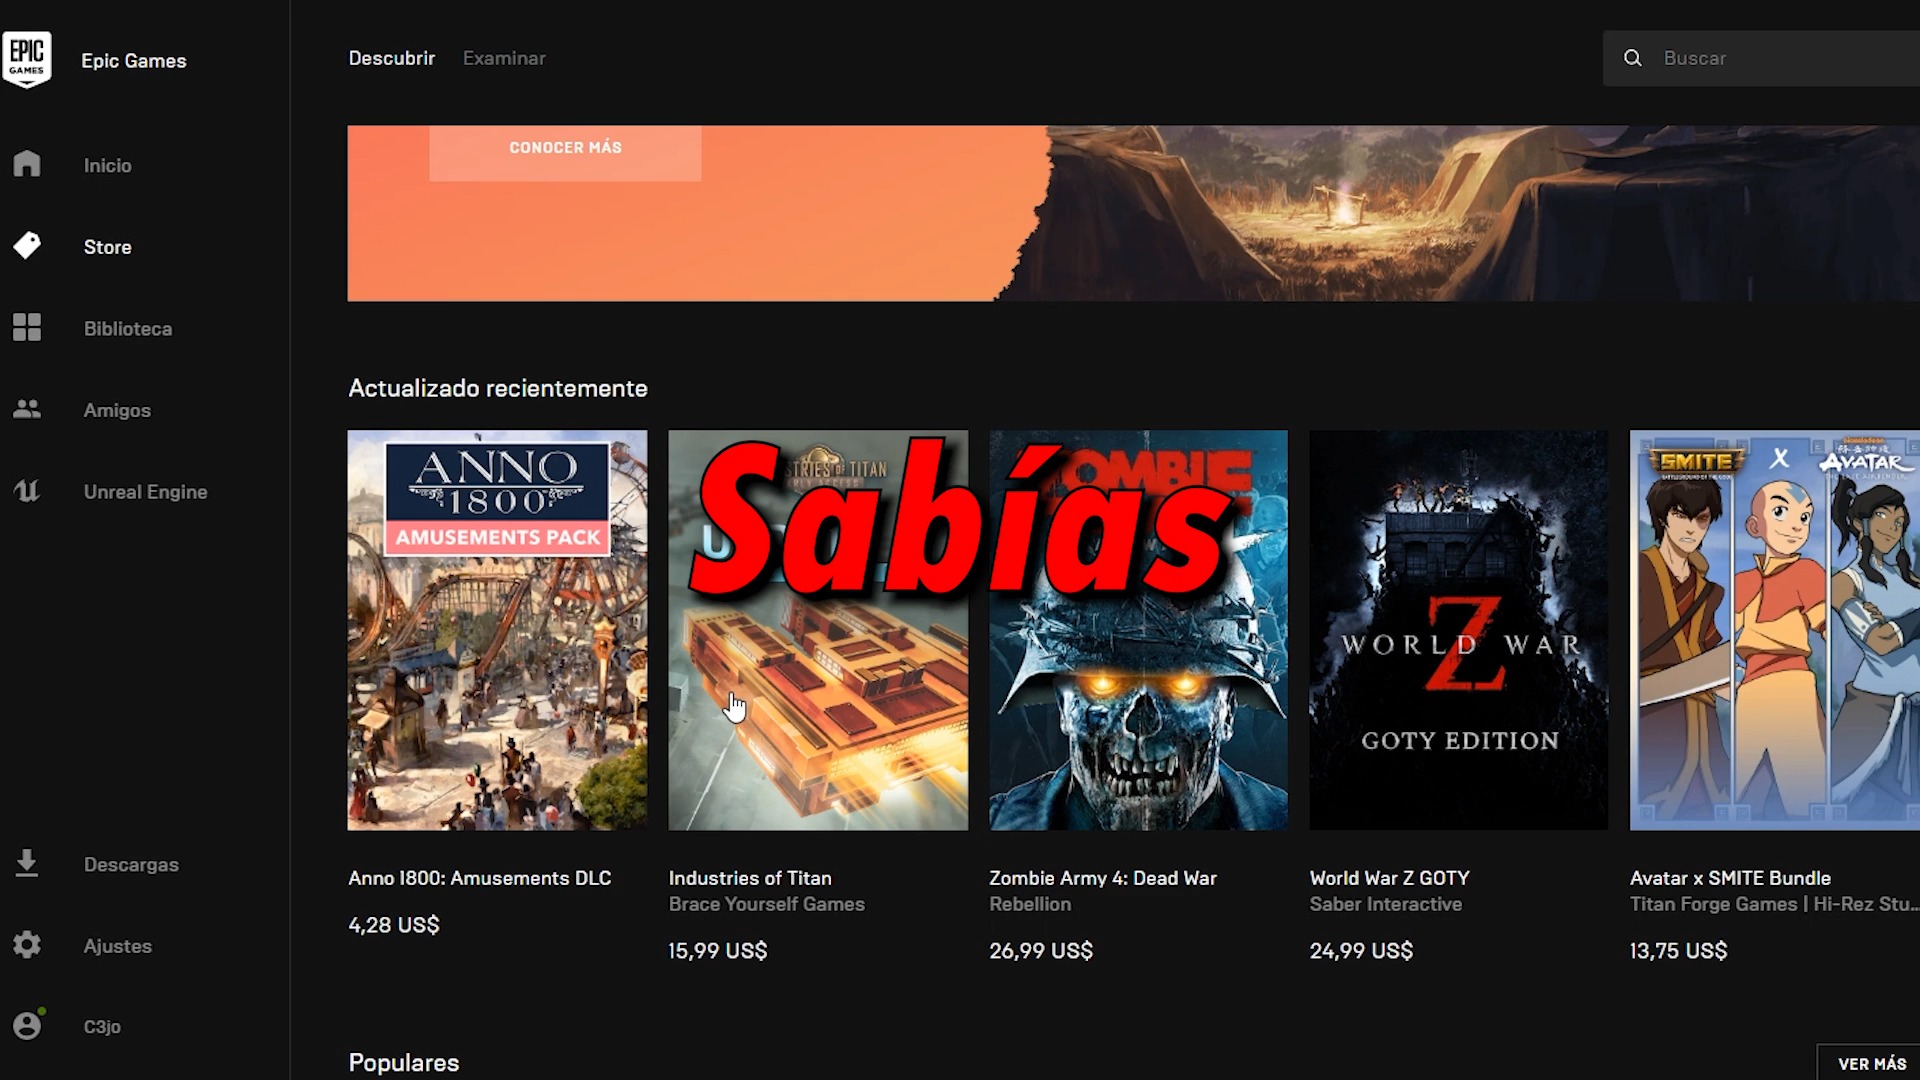 EPIC
GAMES
Epic Games
Descubrir
Examinar
Buscar
CONOCER MÁS
Inicio
Store
Biblioteca
Amigos
Unreal Engine
Descargas
Ajustes
C3jo
Actualizado recientemente
Sabías
ANNO
1800
AMUSEMENTS PACK
OF TITAN
WORLD WAR
Z
GOTY EDITION
SMITE
X
AVATAR
Anno 1800: Amusements DLC
4,28 US$
Industries of Titan
Brace Yourself Games
15,99 US$
Zombie Army 4: Dead War
Rebellion
26,99 US$
World War Z GOTY
Saber Interactive
24,99 US$
Avatar x SMITE Bundle
Titan Forge Games | Hi-Rez Stu...
13,75 US$
Populares
VER MÁS